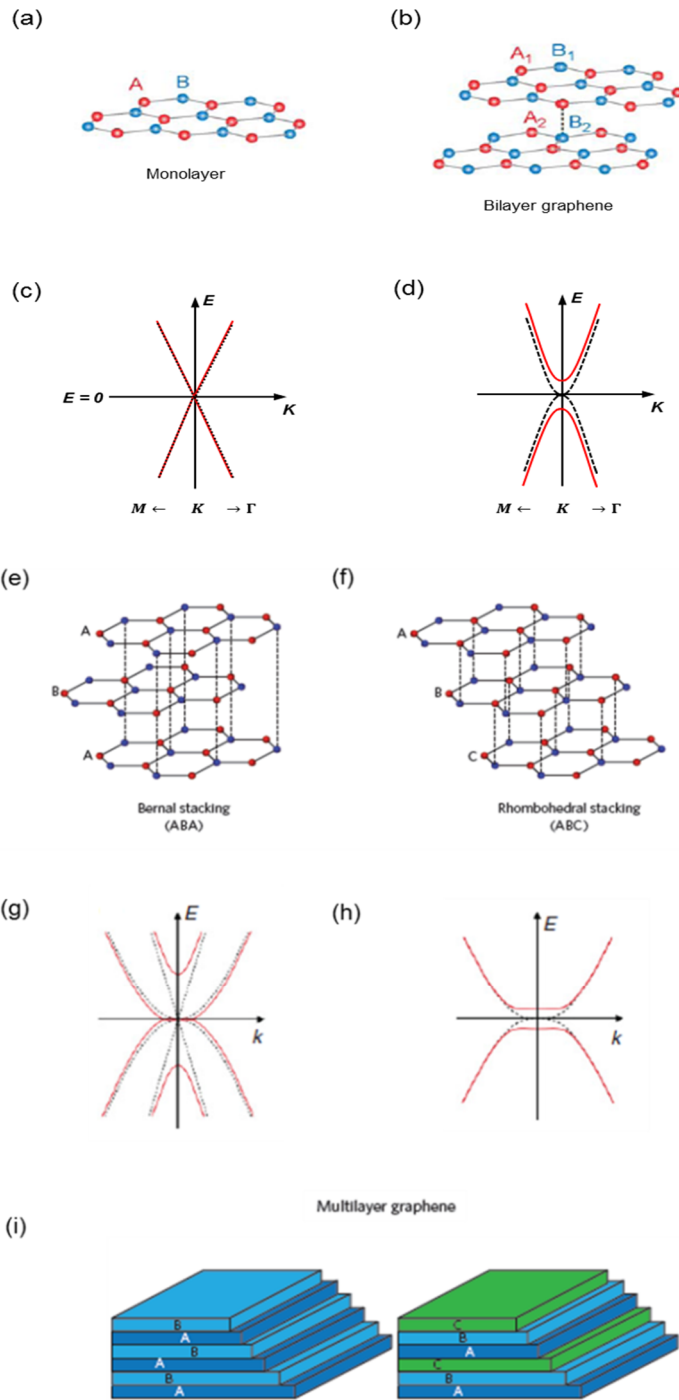 (a)
(b)
A B
A₁ B₁
A₂ B₂
Monolayer
Bilayer graphene
(c)
(d)
E
E
E = 0
K
K
M ← K → Γ
M ← K → Γ
(e)
(f)
A
B
A
A
B
C
Bernal stacking
(ABA)
Rhombohedral stacking
(ABC)
(g)
(h)
E
E
k
k
Multilayer graphene
(i)
B
A
B
A
B
A
C
B
A
C
B
A